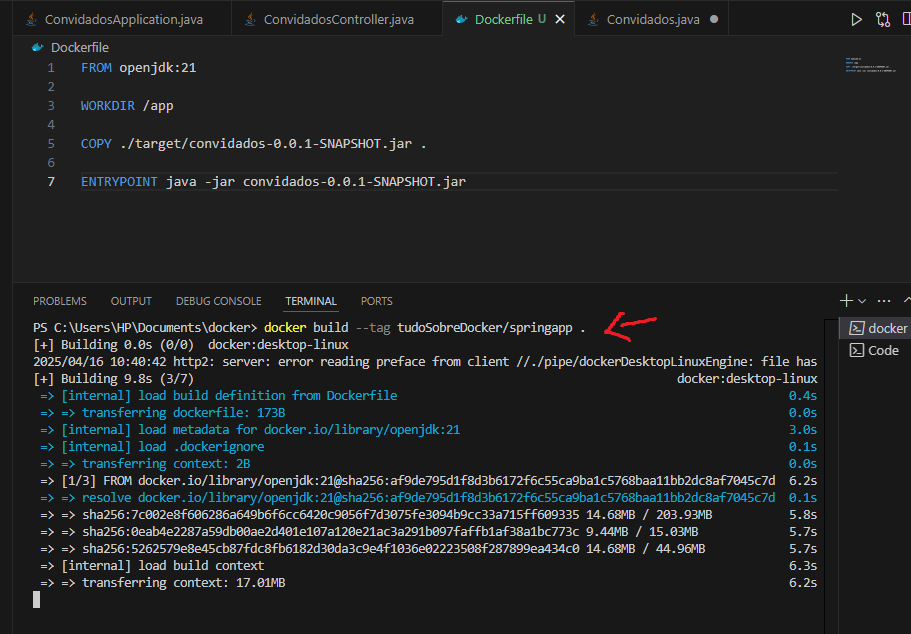 ConvidadosApplication.java
ConvidadosController.java
Dockerfile U
Convidados.java
Dockerfile
1 FROM openjdk:21
2
3 WORKDIR /app
4
5 COPY ./target/convidados-0.0.1-SNAPSHOT.jar .
6
7 ENTRYPOINT java -jar convidados-0.0.1-SNAPSHOT.jar
PROBLEMS OUTPUT DEBUG CONSOLE TERMINAL PORTS
PS C:\Users\HP\Documents\docker> docker build --tag tudoSobreDocker/springapp .
[+] Building 0.0s (0/0) docker:desktop-linux
2025/04/16 10:40:42 http2: server: error reading preface from client //./pipe/dockerDesktopLinuxEngine: file has
[+] Building 9.8s (3/7) docker:desktop-linux
=> [internal] load build definition from Dockerfile 0.4s
=> => transferring dockerfile: 173B 0.0s
=> [internal] load metadata for docker.io/library/openjdk:21 3.0s
=> [internal] load .dockerignore 0.1s
=> => transferring context: 2B 0.0s
=> [1/3] FROM docker.io/library/openjdk:21@sha256:af9de795d1f8d3b6172f6c55ca9ba1c5768baa11bb2dc8af7045c7d 6.2s
=> => resolve docker.io/library/openjdk:21@sha256:af9de795d1f8d3b6172f6c55ca9ba1c5768baa11bb2dc8af7045c7d 0.1s
=> => sha256:7c002e8f606286a649b6f6cc6420c9056f7d3075fe3094b9cc33a715ff609335 14.68MB / 203.93MB 5.8s
=> => sha256:0eab4e2287a59db00ae2d401e107a120e21ac3a291b097faffb1af38a1bc773c 9.44MB / 15.03MB 5.7s
=> => sha256:5262579e8e45cb87fdc8fb6182d30da3c9e4f1036e02223508f287899ea434c0 14.68MB / 44.96MB 5.7s
=> [internal] load build context 6.3s
=> => transferring context: 17.01MB 6.2s
docker
Code